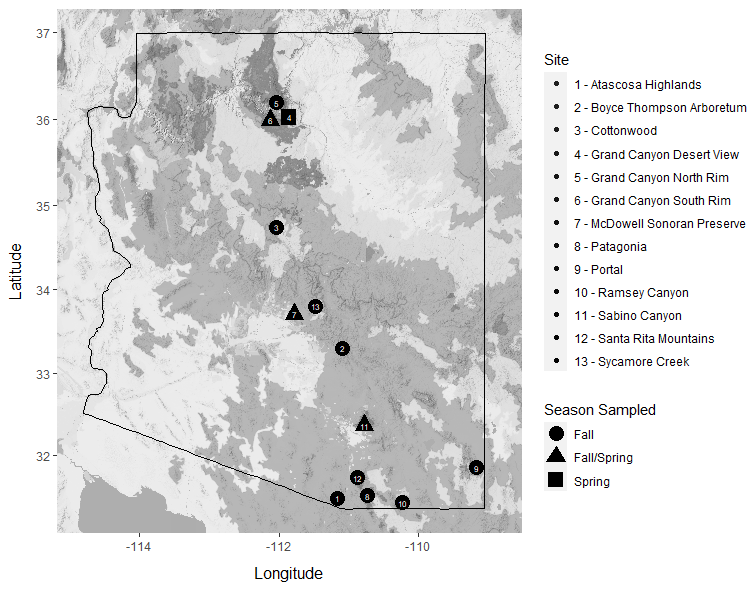 37
36
35
34
33
32
Latitude
-114
-112
-110
Longitude
5
6
4
3
7
13
2
11
12
9
1
8
10
Site
1 - Atascosa Highlands
2 - Boyce Thompson Arboretum
3 - Cottonwood
4 - Grand Canyon Desert View
5 - Grand Canyon North Rim
6 - Grand Canyon South Rim
7 - McDowell Sonoran Preserve
8 - Patagonia
9 - Portal
10 - Ramsey Canyon
11 - Sabino Canyon
12 - Santa Rita Mountains
13 - Sycamore Creek
Season Sampled
Fall
Fall/Spring
Spring